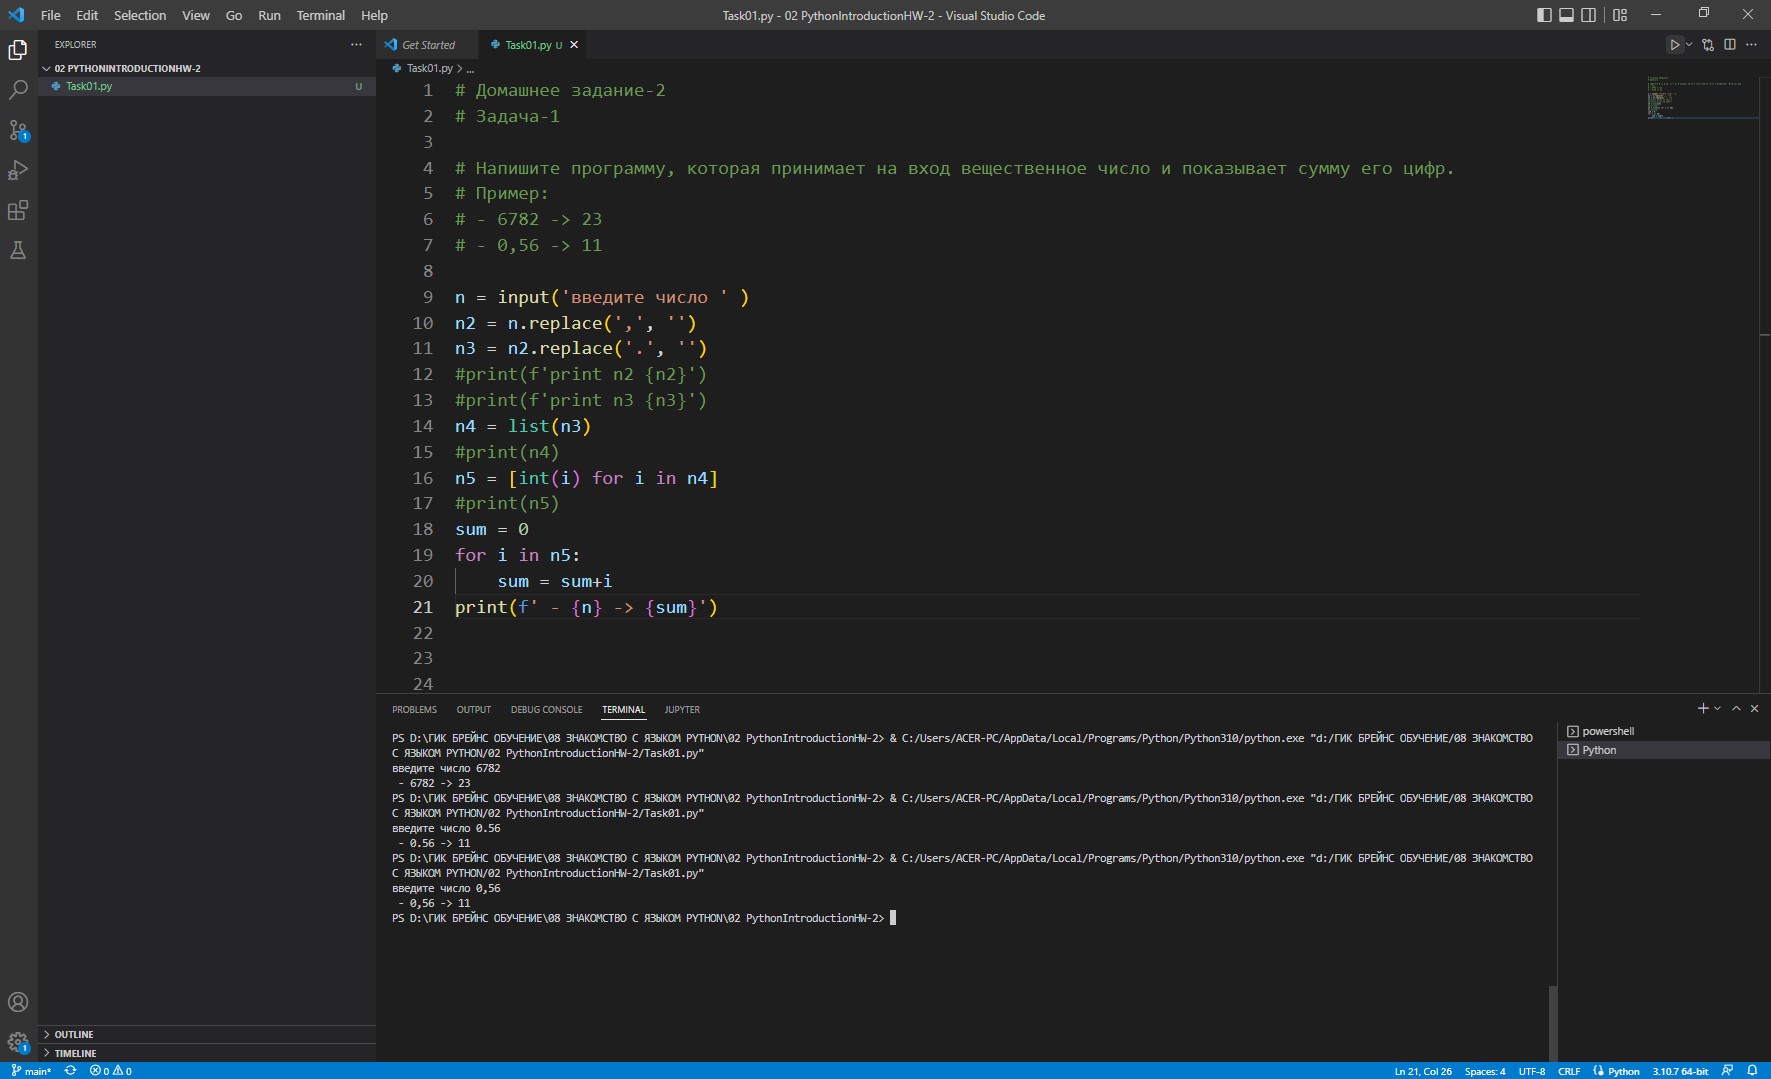 File Edit Selection View Go Run Terminal Help
Task01.py - 02 PythonIntroductionHW-2 - Visual Studio Code
EXPLORER
02 PYTHONINTRODUCTIONHW-2
Task01.py U
Get Started
Task01.py U
Task01.py > ...
1 # Домашнее задание-2
2 # Задача-1
3
4 # Напишите программу, которая принимает на вход вещественное число и показывает сумму его цифр.
5 # Пример:
6 # - 6782 -> 23
7 # - 0,56 -> 11
8
9 n = input('введите число ' )
10 n2 = n.replace(',', '')
11 n3 = n2.replace('.', '')
12 #print(f'print n2 {n2}')
13 #print(f'print n3 {n3}')
14 n4 = list(n3)
15 #print(n4)
16 n5 = [int(i) for i in n4]
17 #print(n5)
18 sum = 0
19 for i in n5:
20     sum = sum+i
21 print(f' - {n} -> {sum}')
22
23
24
PROBLEMS OUTPUT DEBUG CONSOLE TERMINAL JUPYTER
PS D:\ГИК БРЕЙНС ОБУЧЕНИЕ\08 ЗНАКОМСТВО С ЯЗЫКОМ PYTHON\02 PythonIntroductionHW-2> & C:/Users/ACER-PC/AppData/Local/Programs/Python/Python310/python.exe "d:/ГИК БРЕЙНС ОБУЧЕНИЕ/08 ЗНАКОМСТВО
С ЯЗЫКОМ PYTHON/02 PythonIntroductionHW-2/Task01.py"
введите число 6782
 - 6782 -> 23
PS D:\ГИК БРЕЙНС ОБУЧЕНИЕ\08 ЗНАКОМСТВО С ЯЗЫКОМ PYTHON\02 PythonIntroductionHW-2> & C:/Users/ACER-PC/AppData/Local/Programs/Python/Python310/python.exe "d:/ГИК БРЕЙНС ОБУЧЕНИЕ/08 ЗНАКОМСТВО
С ЯЗЫКОМ PYTHON/02 PythonIntroductionHW-2/Task01.py"
введите число 0.56
 - 0.56 -> 11
PS D:\ГИК БРЕЙНС ОБУЧЕНИЕ\08 ЗНАКОМСТВО С ЯЗЫКОМ PYTHON\02 PythonIntroductionHW-2> & C:/Users/ACER-PC/AppData/Local/Programs/Python/Python310/python.exe "d:/ГИК БРЕЙНС ОБУЧЕНИЕ/08 ЗНАКОМСТВО
С ЯЗЫКОМ PYTHON/02 PythonIntroductionHW-2/Task01.py"
введите число 0,56
 - 0,56 -> 11
PS D:\ГИК БРЕЙНС ОБУЧЕНИЕ\08 ЗНАКОМСТВО С ЯЗЫКОМ PYTHON\02 PythonIntroductionHW-2>
powershell
Python
OUTLINE
TIMELINE
main* 0 0
Ln 21, Col 26 Spaces: 4 UTF-8 CRLF Python 3.10.7 64-bit